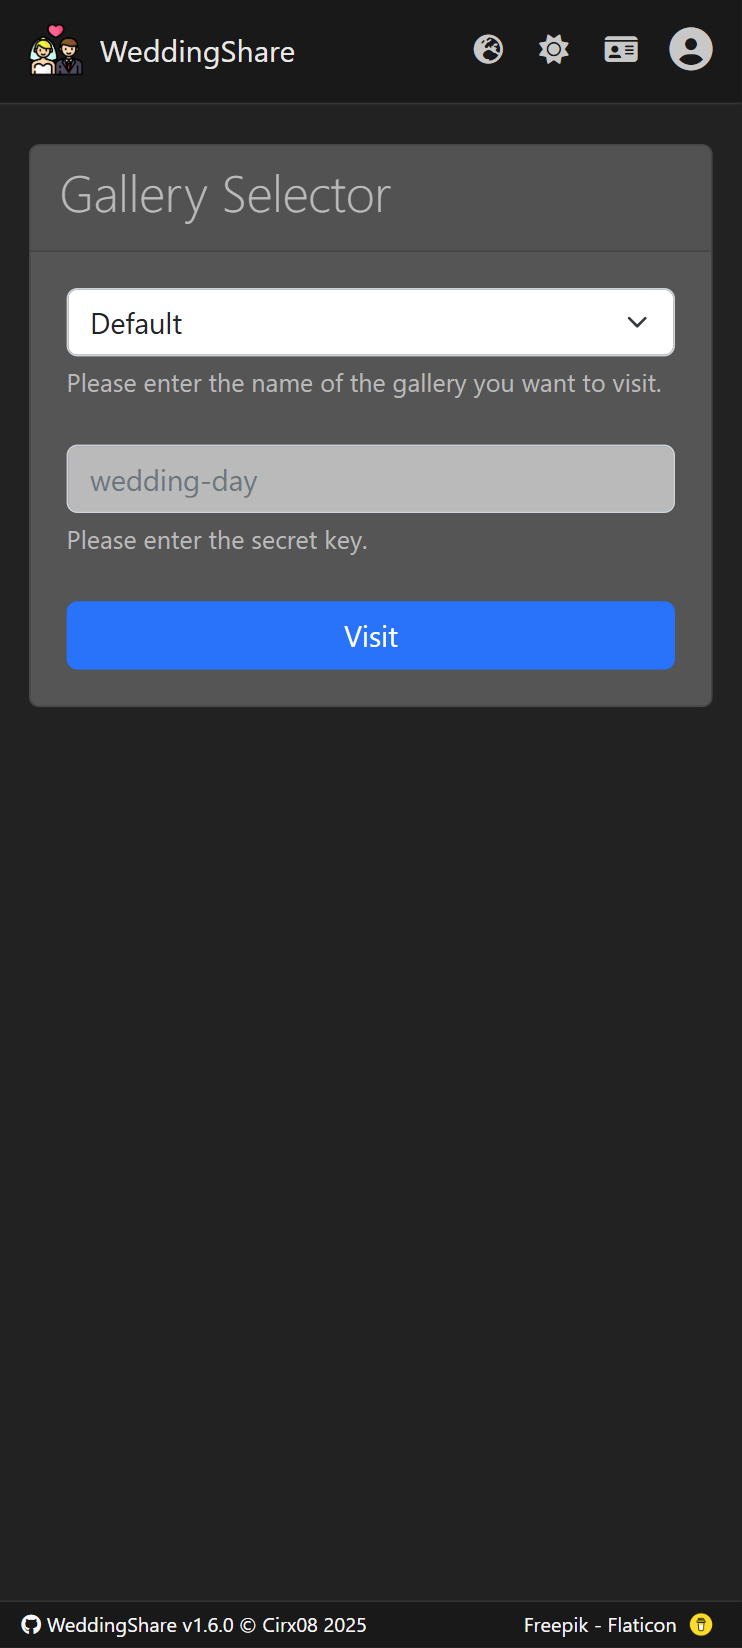 WeddingShare
Gallery Selector
Default
Please enter the name of the gallery you want to visit.
wedding-day
Please enter the secret key.
Visit
WeddingShare v1.6.0 © Cirx08 2025
Freepik - Flaticon